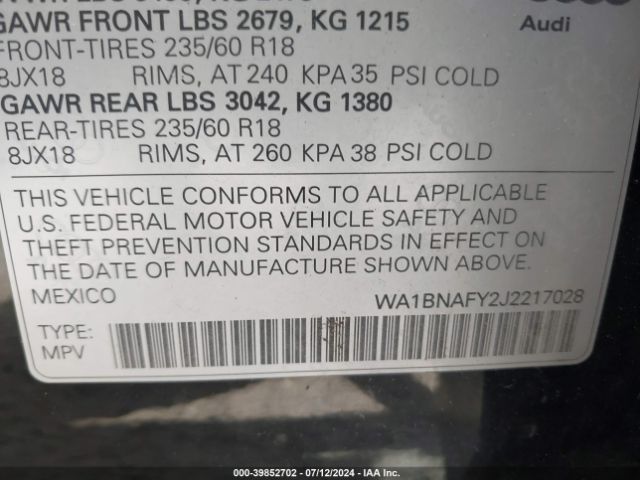 GAWR FRONT LBS 2679, KG 1215
Audi
FRONT-TIRES 235/60 R18
8JX18 RIMS, AT 240 KPA 35 PSI COLD
GAWR REAR LBS 3042, KG 1380
REAR-TIRES 235/60 R18
8JX18 RIMS, AT 260 KPA 38 PSI COLD
THIS VEHICLE CONFORMS TO ALL APPLICABLE
U.S. FEDERAL MOTOR VEHICLE SAFETY AND
THEFT PREVENTION STANDARDS IN EFFECT ON
THE DATE OF MANUFACTURE SHOWN ABOVE.
MEXICO WA1BNAFY2J2217028
TYPE:
MPV
000-39852702 - 07/12/2024 - IAA Inc.